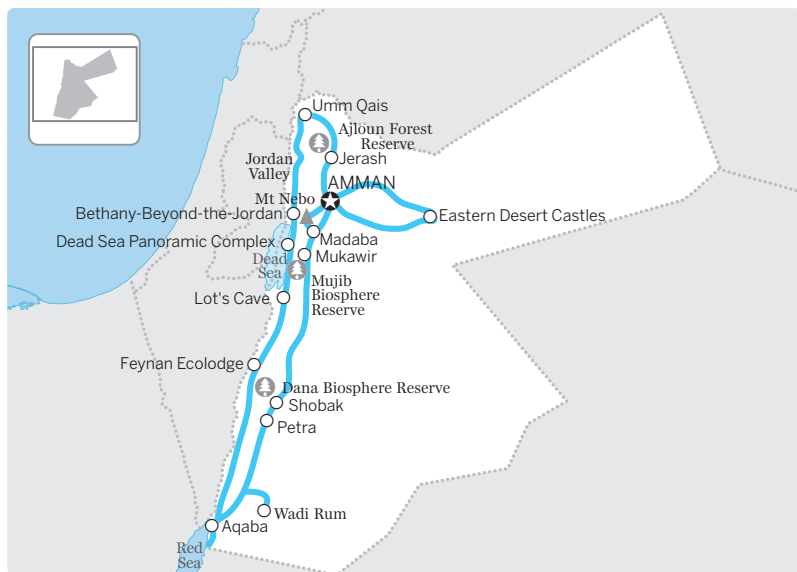 Umm Qais
Ajloun Forest
Reserve
Jordan
Valley
Jerash
AMMAN
Mt Nebo
Bethany-Beyond-the-Jordan
Eastern Desert Castles
Madaba
Dead Sea Panoramic Complex
Mukawir
Dead
Sea
Mujib
Biosphere
Reserve
Lot's Cave
Feynan Ecolodge
Dana Biosphere Reserve
Shobak
Petra
Wadi Rum
Aqaba
Red
Sea